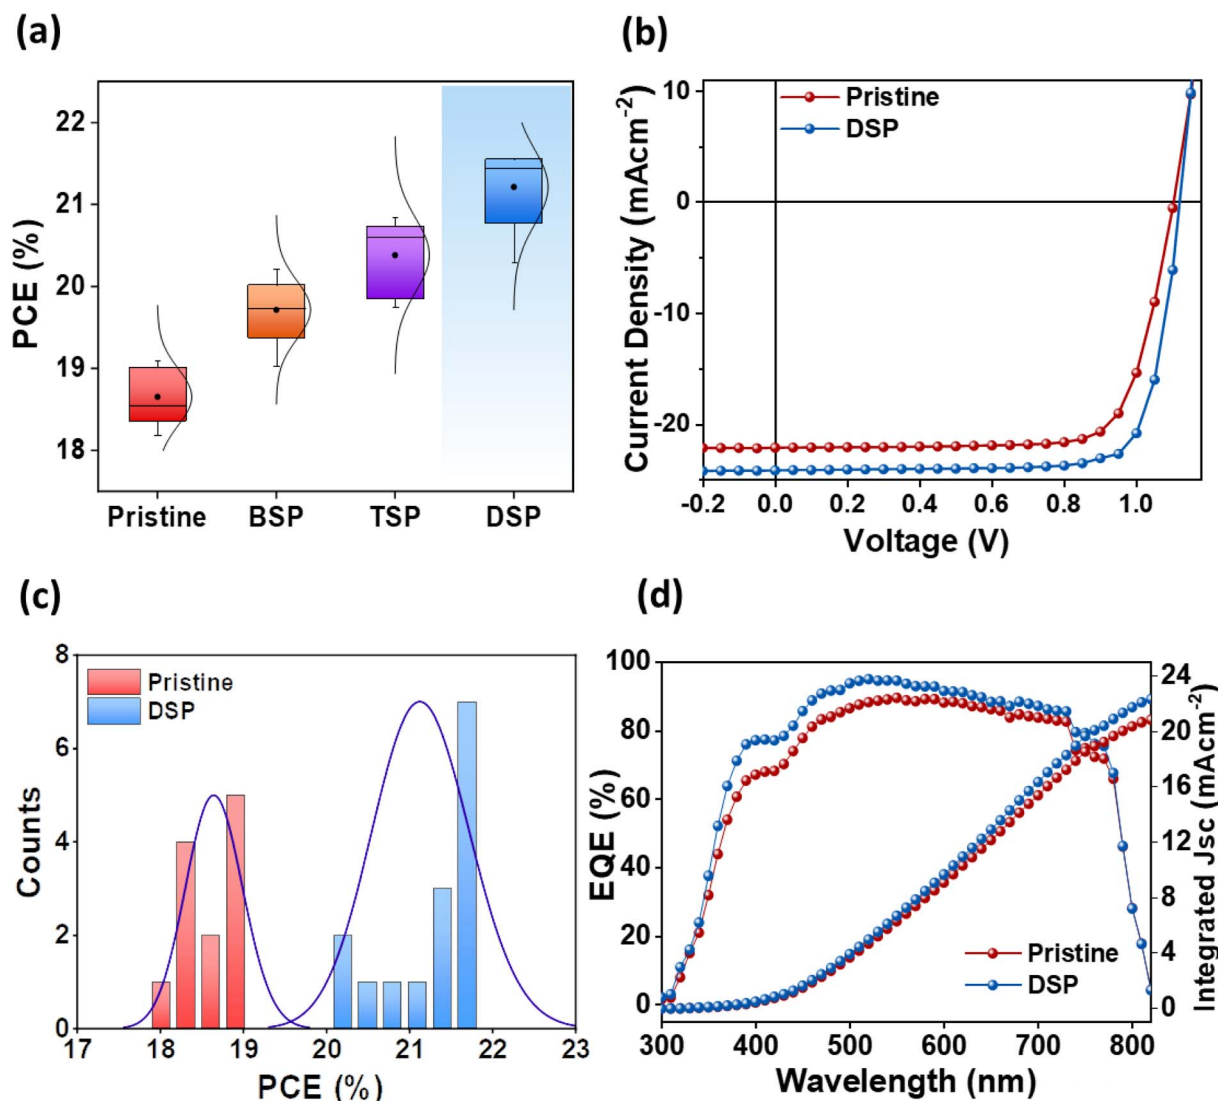 (a)
PCE (%)
22
21
20
19
18
Pristine BSP TSP DSP
(b)
Current Density (mAcm⁻²)
10
0
-10
-20
Pristine
DSP
-0.2 0.0 0.2 0.4 0.6 0.8 1.0
Voltage (V)
(c)
Counts
8
6
4
2
0
Pristine
DSP
17 18 19 20 21 22 23
PCE (%)
(d)
EQE (%)
100
80
60
40
20
0
Pristine
DSP
24
20
16
12
8
4
0
Integrated Jsc (mAcm⁻²)
300 400 500 600 700 800
Wavelength (nm)